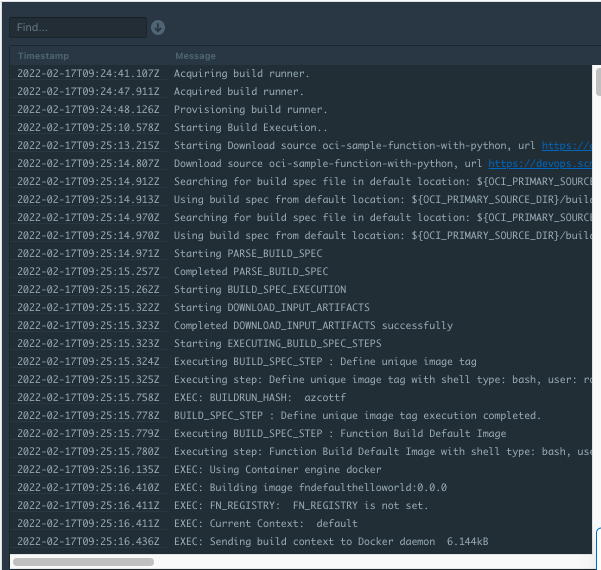 Find...
Timestamp Message
2022-02-17T09:24:41.107Z Acquiring build runner.
2022-02-17T09:24:47.911Z Acquired build runner.
2022-02-17T09:24:48.126Z Provisioning build runner.
2022-02-17T09:25:10.578Z Starting Build Execution..
2022-02-17T09:25:13.215Z Starting Download source oci-sample-function-with-python, url https://
2022-02-17T09:25:14.807Z Download source oci-sample-function-with-python, url https://devops.scm
2022-02-17T09:25:14.912Z Searching for build spec file in default location: ${OCI_PRIMARY_SOURCE
2022-02-17T09:25:14.913Z Using build spec from default location: ${OCI_PRIMARY_SOURCE_DIR}/buil
2022-02-17T09:25:14.970Z Searching for build spec file in default location: ${OCI_PRIMARY_SOURCE
2022-02-17T09:25:14.970Z Using build spec from default location: ${OCI_PRIMARY_SOURCE_DIR}/buil
2022-02-17T09:25:14.971Z Starting PARSE_BUILD_SPEC
2022-02-17T09:25:15.257Z Completed PARSE_BUILD_SPEC
2022-02-17T09:25:15.262Z Starting BUILD_SPEC_EXECUTION
2022-02-17T09:25:15.322Z Starting DOWNLOAD_INPUT_ARTIFACTS
2022-02-17T09:25:15.323Z Completed DOWNLOAD_INPUT_ARTIFACTS successfully
2022-02-17T09:25:15.323Z Starting EXECUTING_BUILD_SPEC_STEPS
2022-02-17T09:25:15.324Z Executing BUILD_SPEC_STEP : Define unique image tag
2022-02-17T09:25:15.325Z Executing step: Define unique image tag with shell type: bash, user: ro
2022-02-17T09:25:15.758Z EXEC: BUILDRUN_HASH: azcottf
2022-02-17T09:25:15.778Z BUILD_SPEC_STEP : Define unique image tag execution completed.
2022-02-17T09:25:15.779Z Executing BUILD_SPEC_STEP : Function Build Default Image
2022-02-17T09:25:15.780Z Executing step: Function Build Default Image with shell type: bash, use
2022-02-17T09:25:16.135Z EXEC: Using Container engine docker
2022-02-17T09:25:16.410Z EXEC: Building image fndefaulthelloworld:0.0.0
2022-02-17T09:25:16.411Z EXEC: FN_REGISTRY: FN_REGISTRY is not set.
2022-02-17T09:25:16.411Z EXEC: Current Context: default
2022-02-17T09:25:16.436Z EXEC: Sending build context to Docker daemon 6.144kB